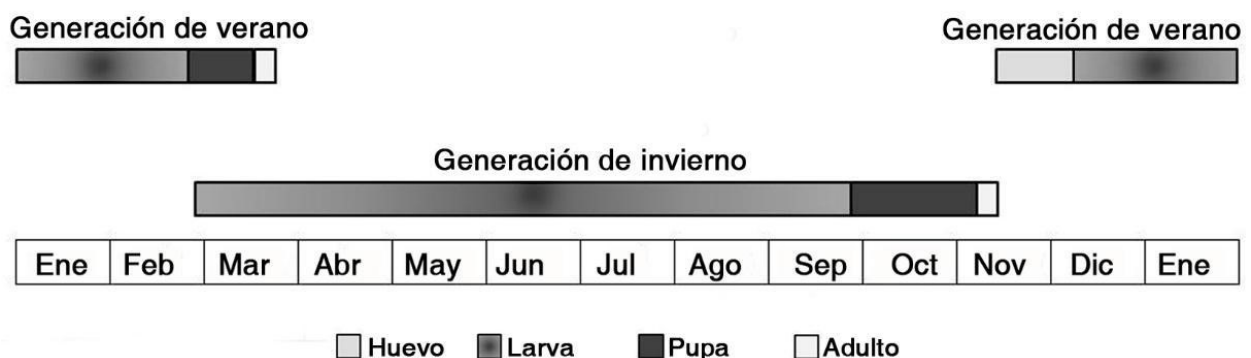 Generación de verano
Generación de verano
Generación de invierno
Ene Feb Mar Abr May Jun Jul Ago Sep Oct Nov Dic Ene
Huevo Larva Pupa Adulto